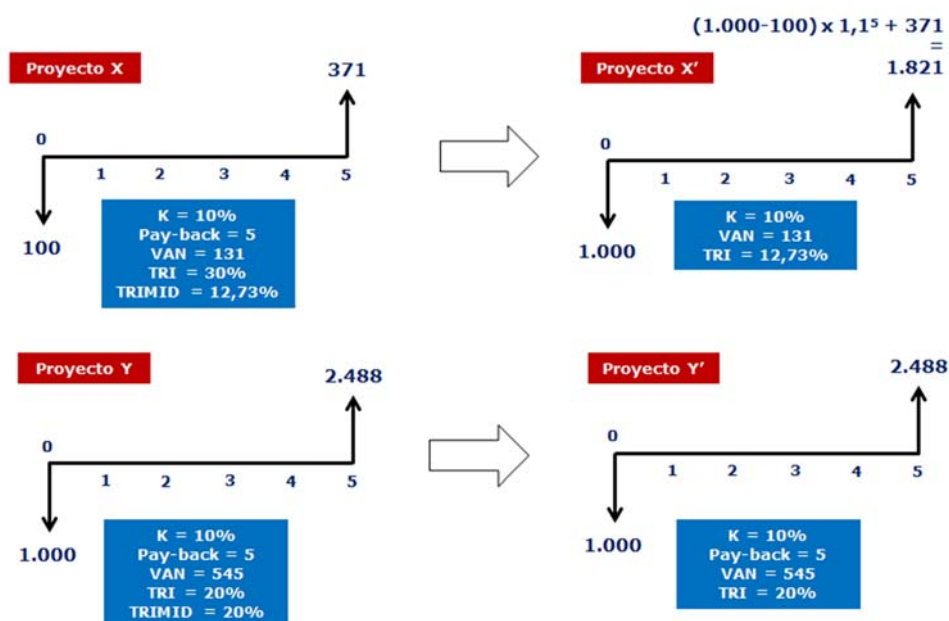 (1.000-100) x 1,1⁵ + 371
=
1.821
Proyecto X
371
0
1 2 3 4 5
100
K = 10%
Pay-back = 5
VAN = 131
TRI = 30%
TRIMID = 12,73%
Proyecto X’
0
1 2 3 4 5
1.000
K = 10%
VAN = 131
TRI = 12,73%
Proyecto Y
2.488
0
1 2 3 4 5
1.000
K = 10%
Pay-back = 5
VAN = 545
TRI = 20%
TRIMID = 20%
Proyecto Y’
2.488
0
1 2 3 4 5
1.000
K = 10%
Pay-back = 5
VAN = 545
TRI = 20%